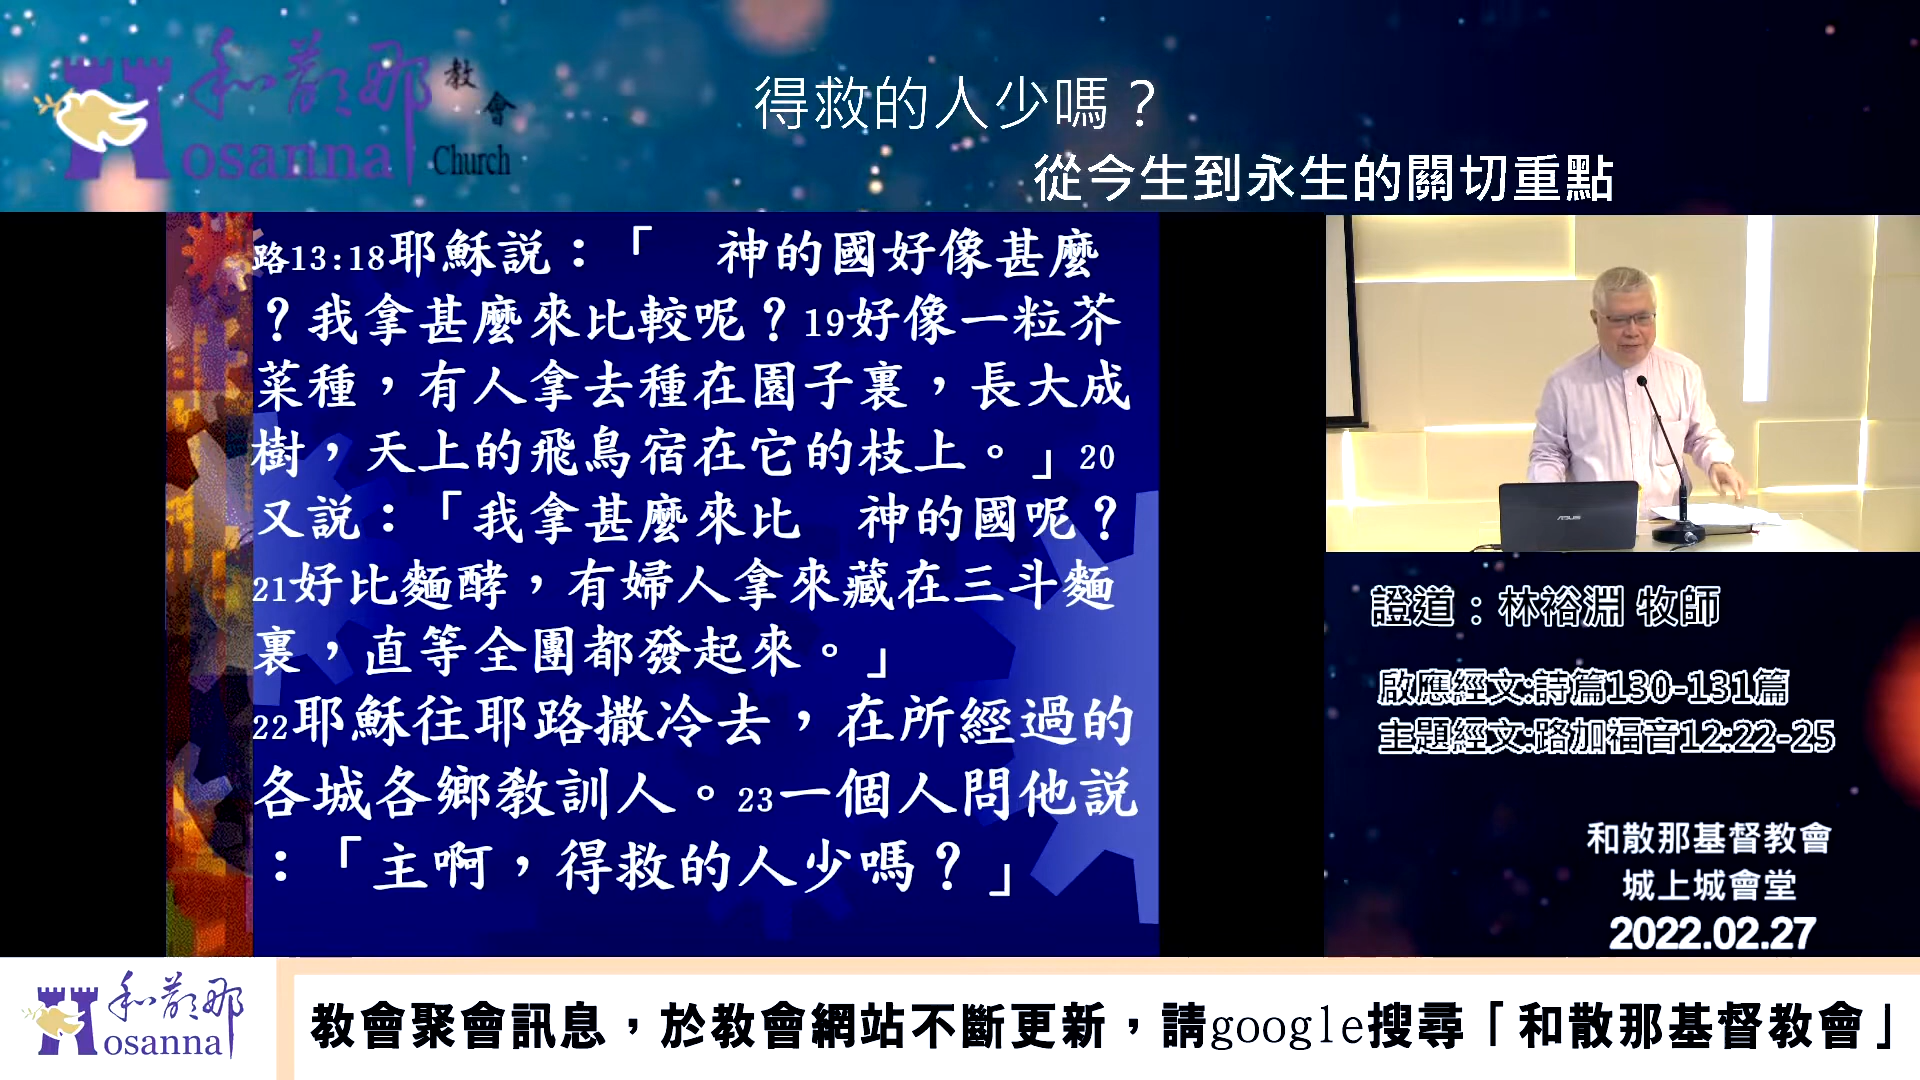 和散那教會
Hosanna Church
得救的人少嗎？
從今生到永生的關切重點
路13:18耶穌説：「　神的國好像甚麼
？我拿甚麼來比較呢？19好像一粒芥
菜種，有人拿去種在園子裏，長大成
樹，天上的飛鳥宿在它的枝上。」20
又説：「我拿甚麼來比　神的國呢？
21好比麵酵，有婦人拿來藏在三斗麵
裏，直等全團都發起來。」
22耶穌往耶路撒冷去，在所經過的
各城各鄉教訓人。23一個人問他説
：「主啊，得救的人少嗎？」
ASUS
證道：林裕淵 牧師
啟應經文:詩篇130-131篇
主題經文:路加福音12:22-25
和散那基督教會
城上城會堂
2022.02.27
和散那
Hosanna
教會聚會訊息，於教會網站不斷更新，請google搜尋「和散那基督教會」